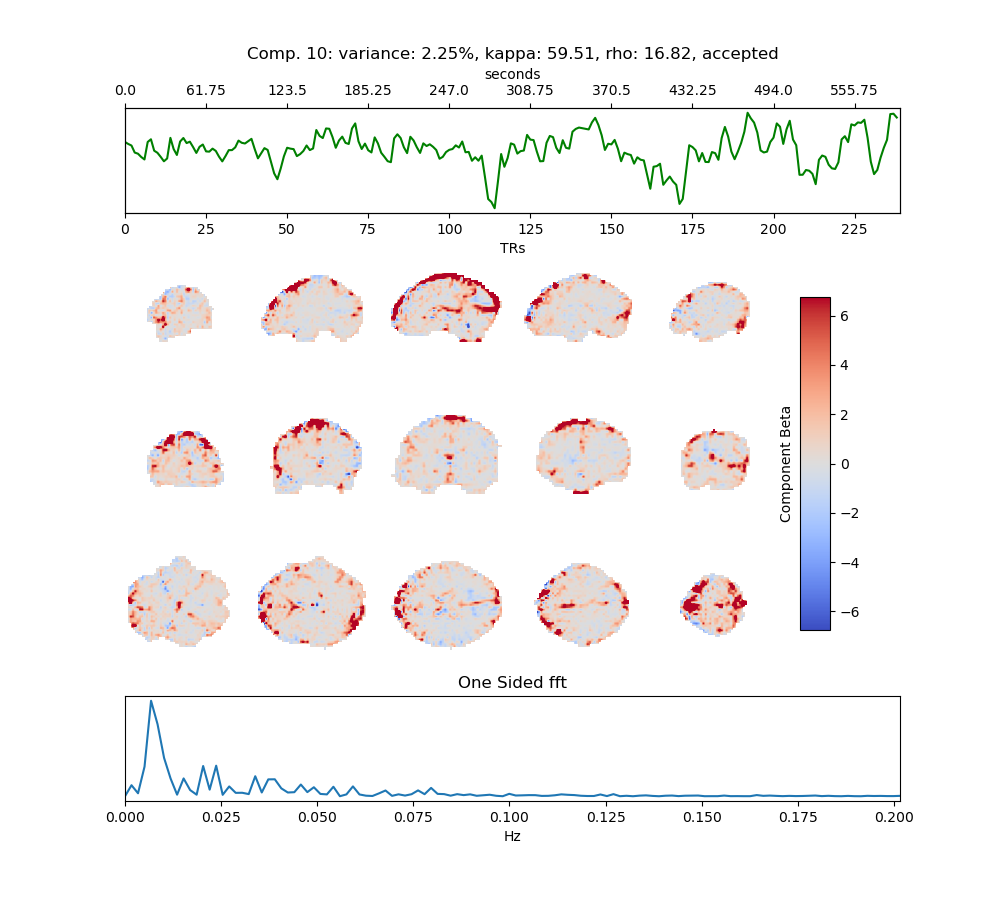 Comp. 10: variance: 2.25%, kappa: 59.51, rho: 16.82, accepted
seconds
0.0 61.75 123.5 185.25 247.0 308.75 370.5 432.25 494.0 555.75
0 25 50 75 100 125 150 175 200 225
TRs
6
4
2
0
−2
−4
−6
Component Beta
One Sided fft
0.000 0.025 0.050 0.075 0.100 0.125 0.150 0.175 0.200
Hz